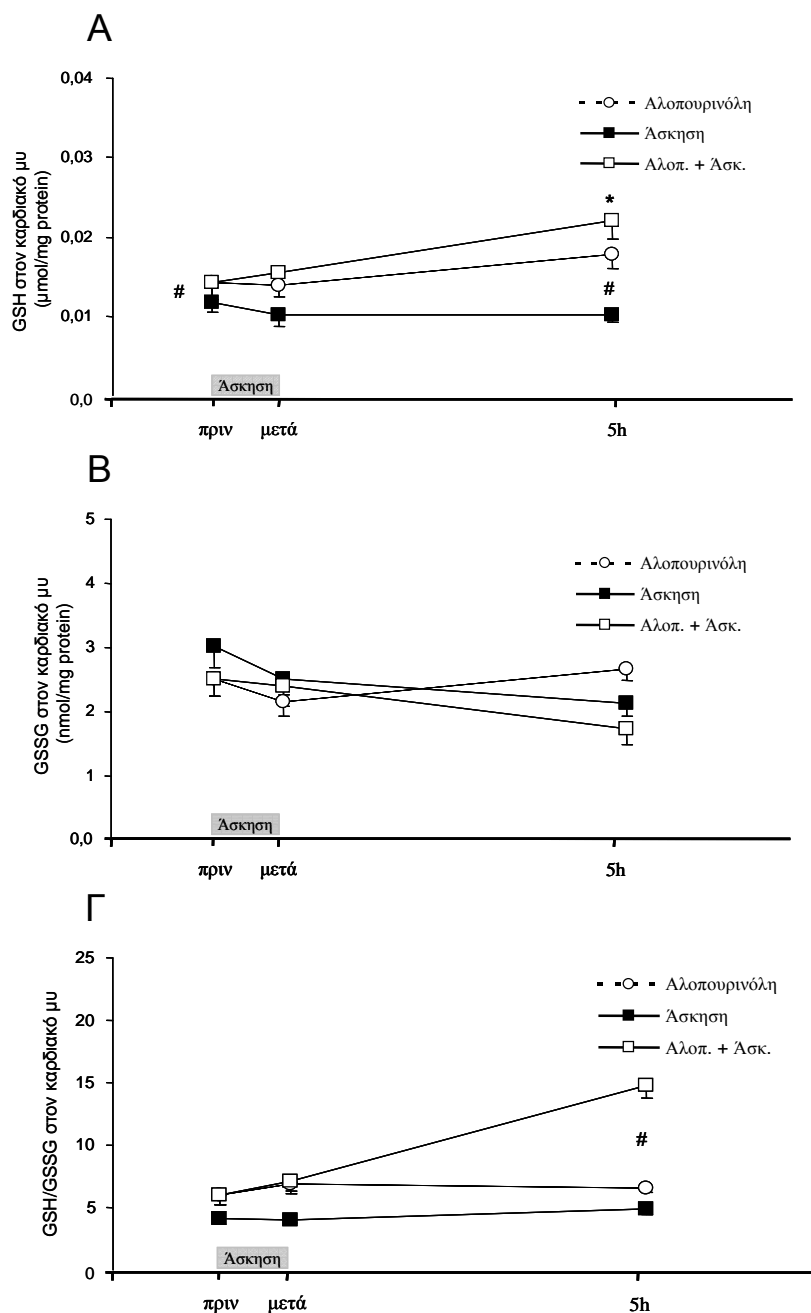 Α
GSH στον καρδιακό μυ
(μmol/mg protein)
0,04
0,03
0,02
0,01
0,0
Αλοπουρινόλη
Άσκηση
Αλοπ. + Άσκ.
*
#
#
Άσκηση
πριν μετά 5h
Β
GSSG στον καρδιακό μυ
(nmol/mg protein)
5
4
3
2
1
0,0
Αλοπουρινόλη
Άσκηση
Αλοπ. + Άσκ.
Άσκηση
πριν μετά 5h
Γ
GSH/GSSG στον καρδιακό μυ
25
20
15
10
5
0
Αλοπουρινόλη
Άσκηση
Αλοπ. + Άσκ.
#
Άσκηση
πριν μετά 5h